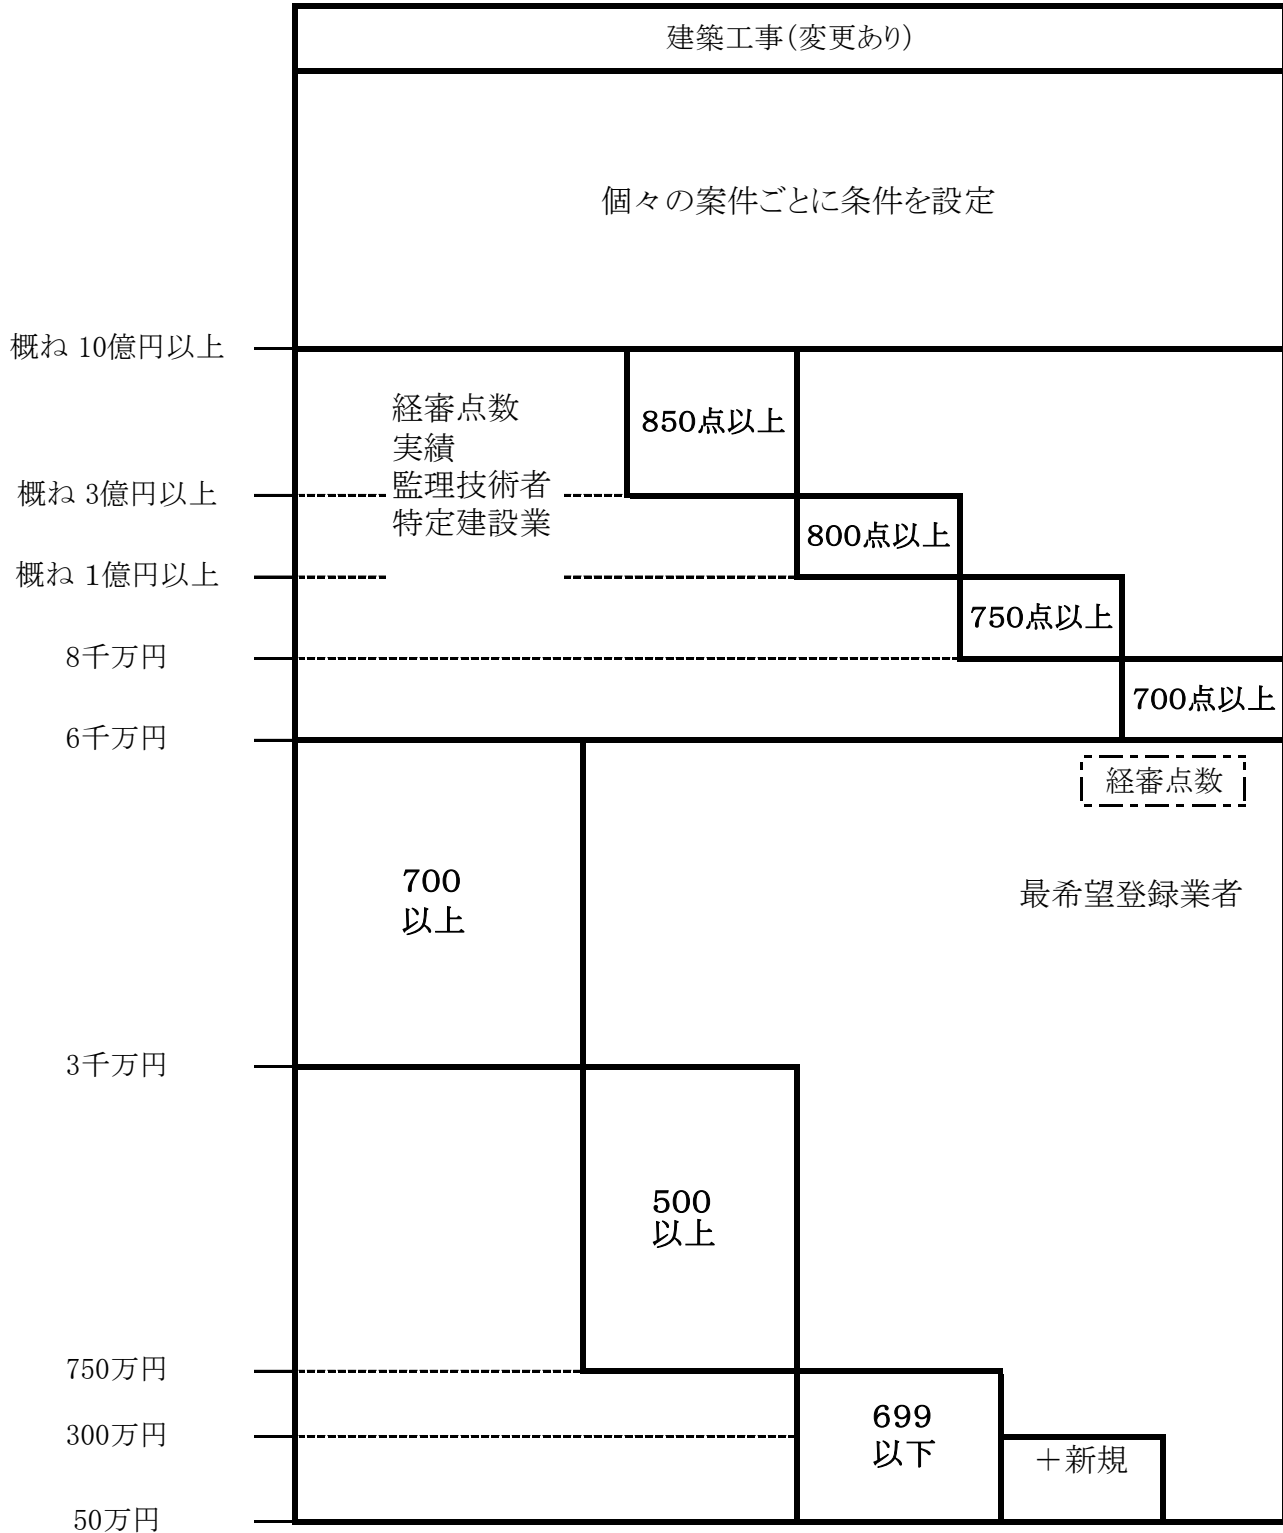 建築工事（変更あり）
個々の案件ごとに条件を設定
概ね 10億円以上
経審点数
実績
監理技術者
特定建設業
850点以上
概ね 3億円以上
800点以上
概ね 1億円以上
750点以上
8千万円
700点以上
6千万円
経審点数
700
以上
最希望登録業者
3千万円
500
以上
750万円
699
以下
300万円
＋新規
50万円